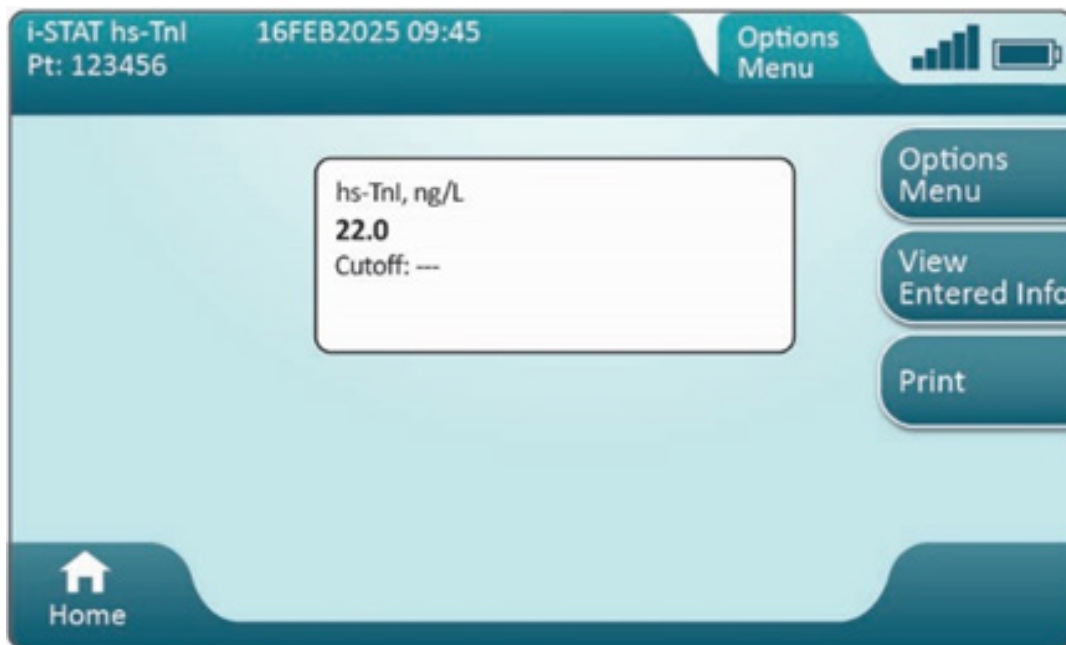 i-STAT hs-TnI 16FEB2025 09:45
Pt: 123456
Options
Menu
hs-TnI, ng/L
22.0
Cutoff: ---
Options
Menu
View
Entered Info
Print
Home